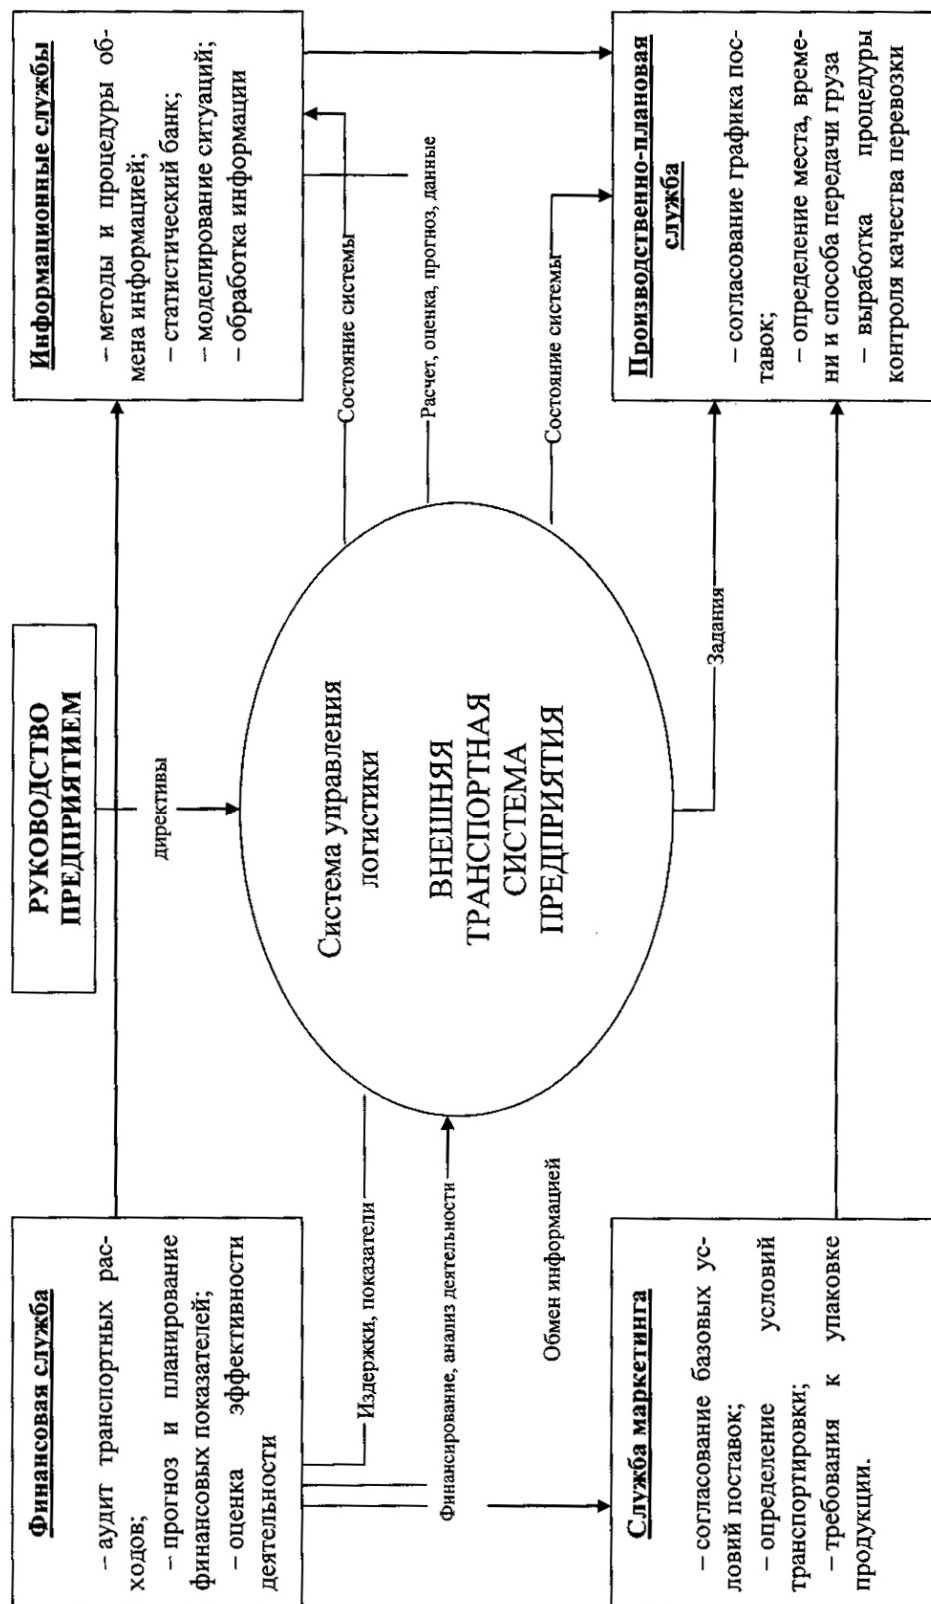 РУКОВОДСТВО
ПРЕДПРИЯТИЕМ
Финансовая служба
– аудит транспортных рас-
ходов;
– прогноз и планирование
финансовых показателей;
– оценка эффективности
деятельности
директивы
Информационные службы
– методы и процедуры об-
мена информацией;
– статистический банк;
– моделирование ситуаций;
– обработка информации
Издержки, показатели
Финансирование, анализ деятельности
Обмен информацией
Система управления
логистики
ВНЕШНЯЯ
ТРАНСПОРТНАЯ
СИСТЕМА
ПРЕДПРИЯТИЯ
Состояние системы
Расчет, оценка, прогноз, данные
Состояние системы
Задания
Служба маркетинга
– согласование базовых ус-
ловий поставок;
– определение условий
транспортировки;
– требования к упаковке
продукции.
Производственно-плановая
служба
– согласование графика пос-
тавок;
– определение места, време-
ни и способа передачи груза
– выработка процедуры
контроля качества перевозки